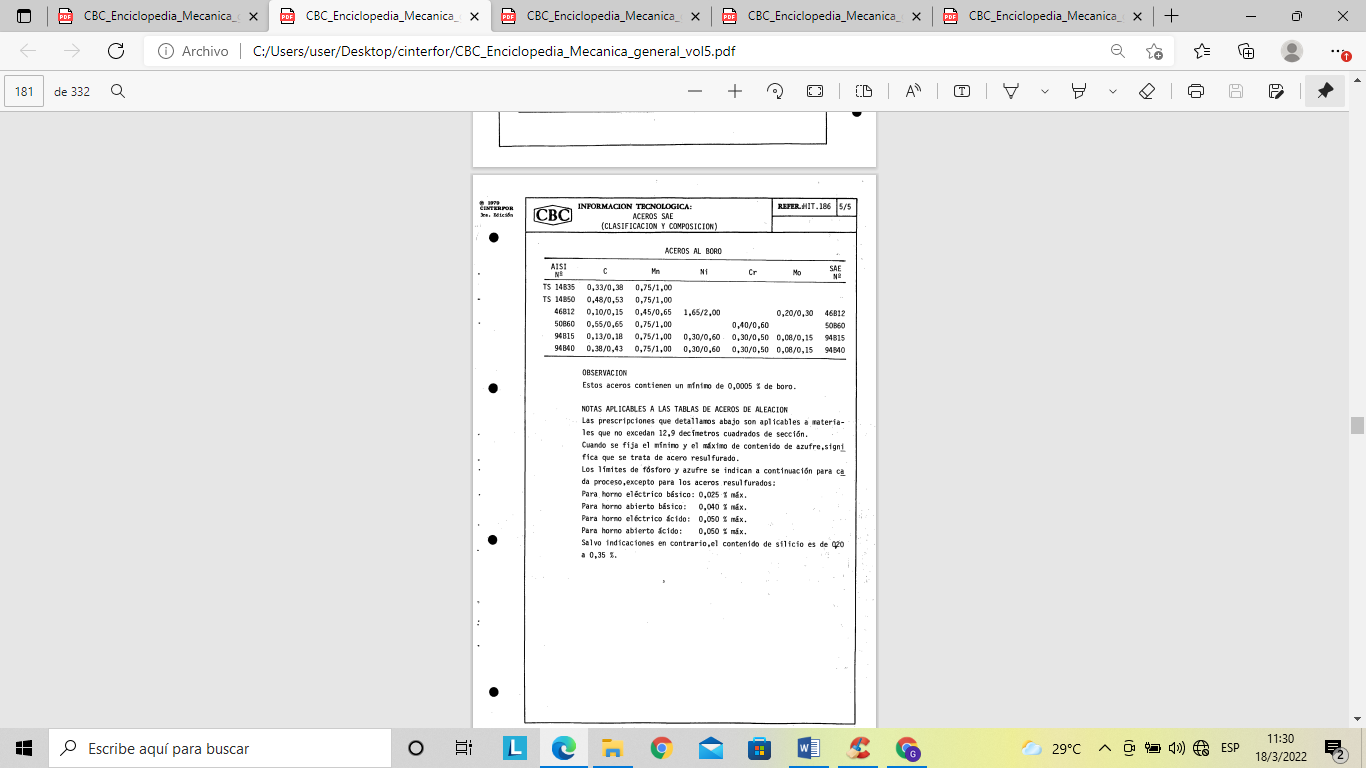 CBC_Enciclopedia_Mecanica_ CBC_Enciclopedia_Mecanica_ CBC_Enciclopedia_Mecanica_ CBC_Enciclopedia_Mecanica_ CBC_Enciclopedia_Mecanica_
Archivo C:/Users/user/Desktop/cinterfor/CBC_Enciclopedia_Mecanica_general_vol5.pdf
181 de 332
© 1970
CINTERFOR
3ra. Edición
CBC
INFORMACION TECNOLOGICA:
ACEROS SAE
(CLASIFICACION Y COMPOSICION)
REFER.:HIT.186 5/5
ACEROS AL BORO
AISI Nº C Mn Ni Cr Mo SAE Nº
TS 14B35 0,33/0,38 0,75/1,00
TS 14B50 0,48/0,53 0,75/1,00
46B12 0,10/0,15 0,45/0,65 1,65/2,00 0,20/0,30 46B12
50B60 0,55/0,65 0,75/1,00 0,40/0,60 50B60
94B15 0,13/0,18 0,75/1,00 0,30/0,60 0,30/0,50 0,08/0,15 94B15
94B40 0,38/0,43 0,75/1,00 0,30/0,60 0,30/0,50 0,08/0,15 94B40
OBSERVACION
Estos aceros contienen un mínimo de 0,0005 % de boro.
NOTAS APLICABLES A LAS TABLAS DE ACEROS DE ALEACION
Las prescripciones que detallamos abajo son aplicables a materia-
les que no excedan 12,9 decímetros cuadrados de sección.
Cuando se fija el mínimo y el máximo de contenido de azufre,signi
fica que se trata de acero resulfurado.
Los límites de fósforo y azufre se indican a continuación para ca
da proceso,excepto para los aceros resulfurados:
Para horno eléctrico básico: 0,025 % máx.
Para horno abierto básico: 0,040 % máx.
Para horno eléctrico ácido: 0,050 % máx.
Para horno abierto ácido: 0,050 % máx.
Salvo indicaciones en contrario,el contenido de silicio es de 0,20
a 0,35 %.
Escribe aquí para buscar
29°C
ESP
11:30
18/3/2022
2